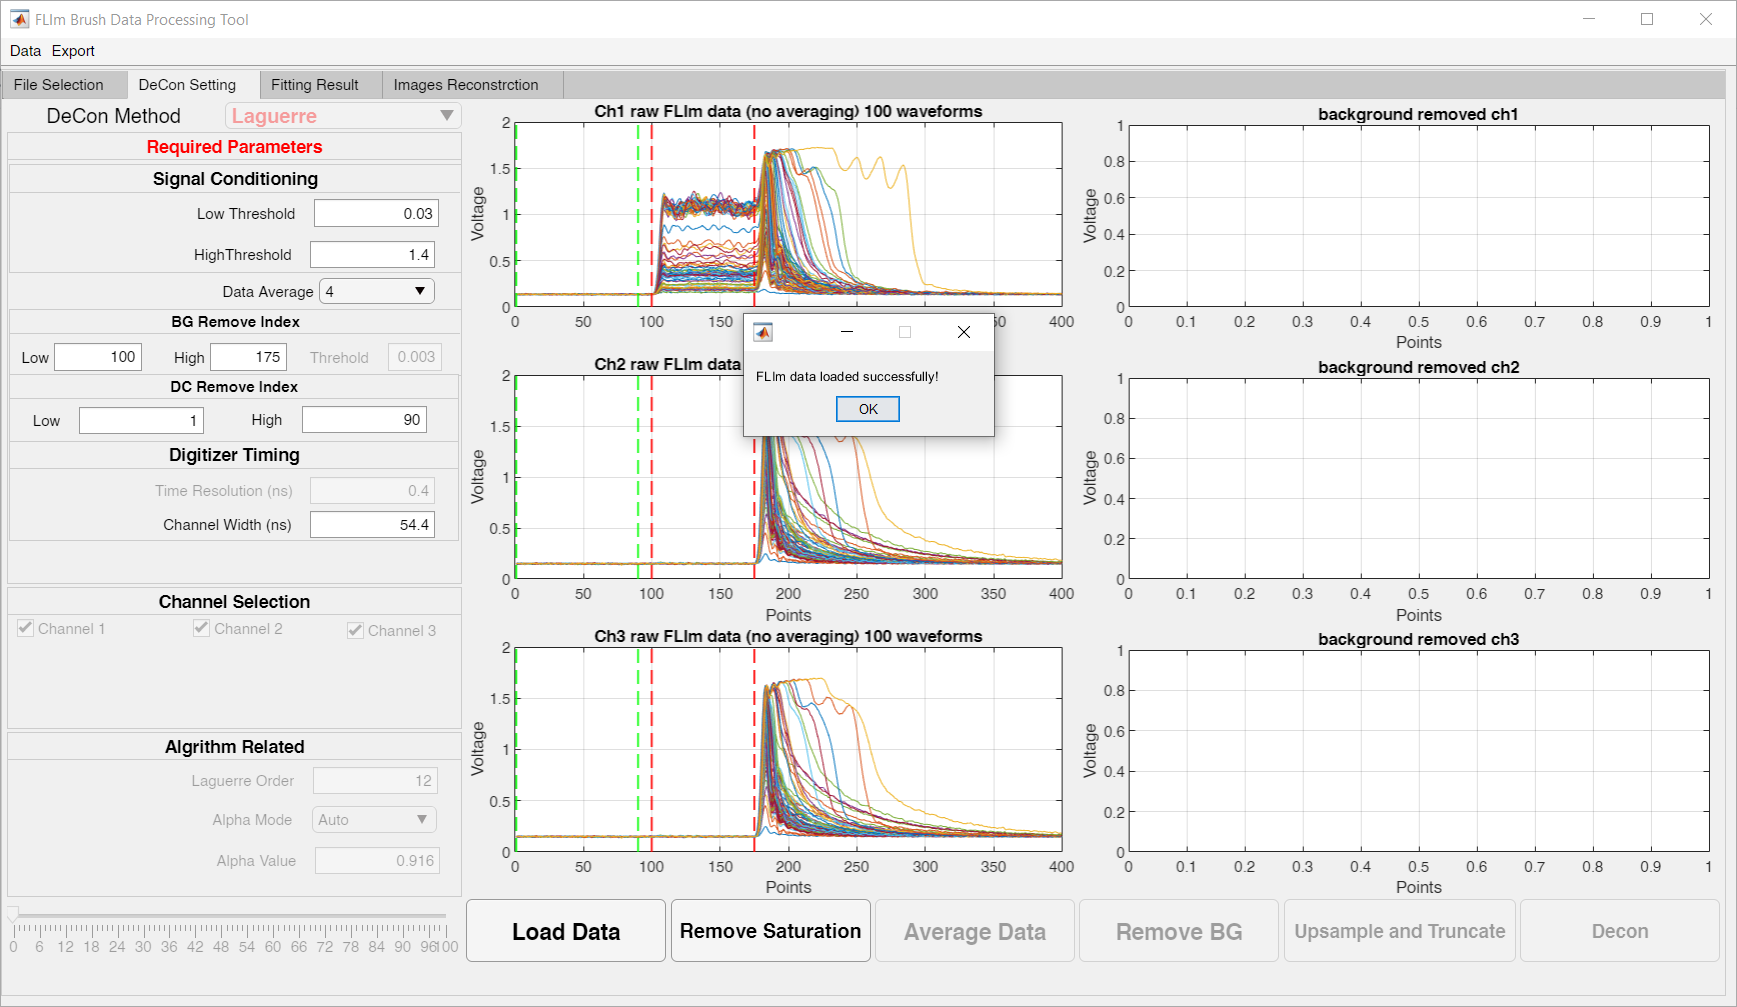 FLIm Brush Data Processing Tool
Data Export
File Selection DeCon Setting Fitting Result Images Reconstrction
DeCon Method Laguerre
Required Parameters
Signal Conditioning
Low Threshold 0.03
HighThreshold 1.4
Data Average 4
BG Remove Index
Low 100 High 175 Threhold 0.003
DC Remove Index
Low 1 High 90
Digitizer Timing
Time Resolution (ns) 0.4
Channel Width (ns) 54.4
Channel Selection
Channel 1 Channel 2 Channel 3
Algrithm Related
Laguerre Order 12
Alpha Mode Auto
Alpha Value 0.916
0 6 12 18 24 30 36 42 48 54 60 66 72 78 84 90 96 100
Ch1 raw FLIm data (no averaging) 100 waveforms
Voltage
2
1.5
1
0.5
0
0 50 100 150 50 400
Ch2 raw FLIm data
Voltage
2
1.5
1
0.5
0
0 50 100 150 200 250 300 350 400
Points
Ch3 raw FLIm data (no averaging) 100 waveforms
Voltage
2
1.5
1
0.5
0
0 50 100 150 200 250 300 350 400
Points
background removed ch1
Voltage
1
0.8
0.6
0.4
0.2
0
0 0.1 0.2 0.3 0.4 0.5 0.6 0.7 0.8 0.9 1
Points
background removed ch2
Voltage
1
0.8
0.6
0.4
0.2
0
0 0.1 0.2 0.3 0.4 0.5 0.6 0.7 0.8 0.9 1
Points
background removed ch3
Voltage
1
0.8
0.6
0.4
0.2
0
0 0.1 0.2 0.3 0.4 0.5 0.6 0.7 0.8 0.9 1
Points
FLIm data loaded successfully!
OK
Load Data Remove Saturation Average Data Remove BG Upsample and Truncate Decon